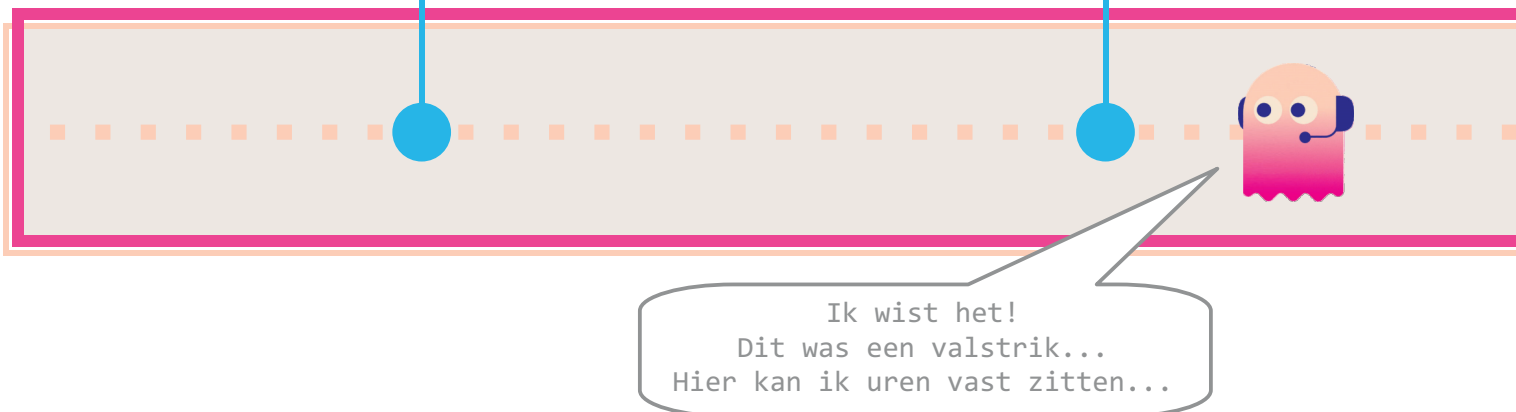 Ik wist het!
Dit was een valstrik...
Hier kan ik uren vast zitten...